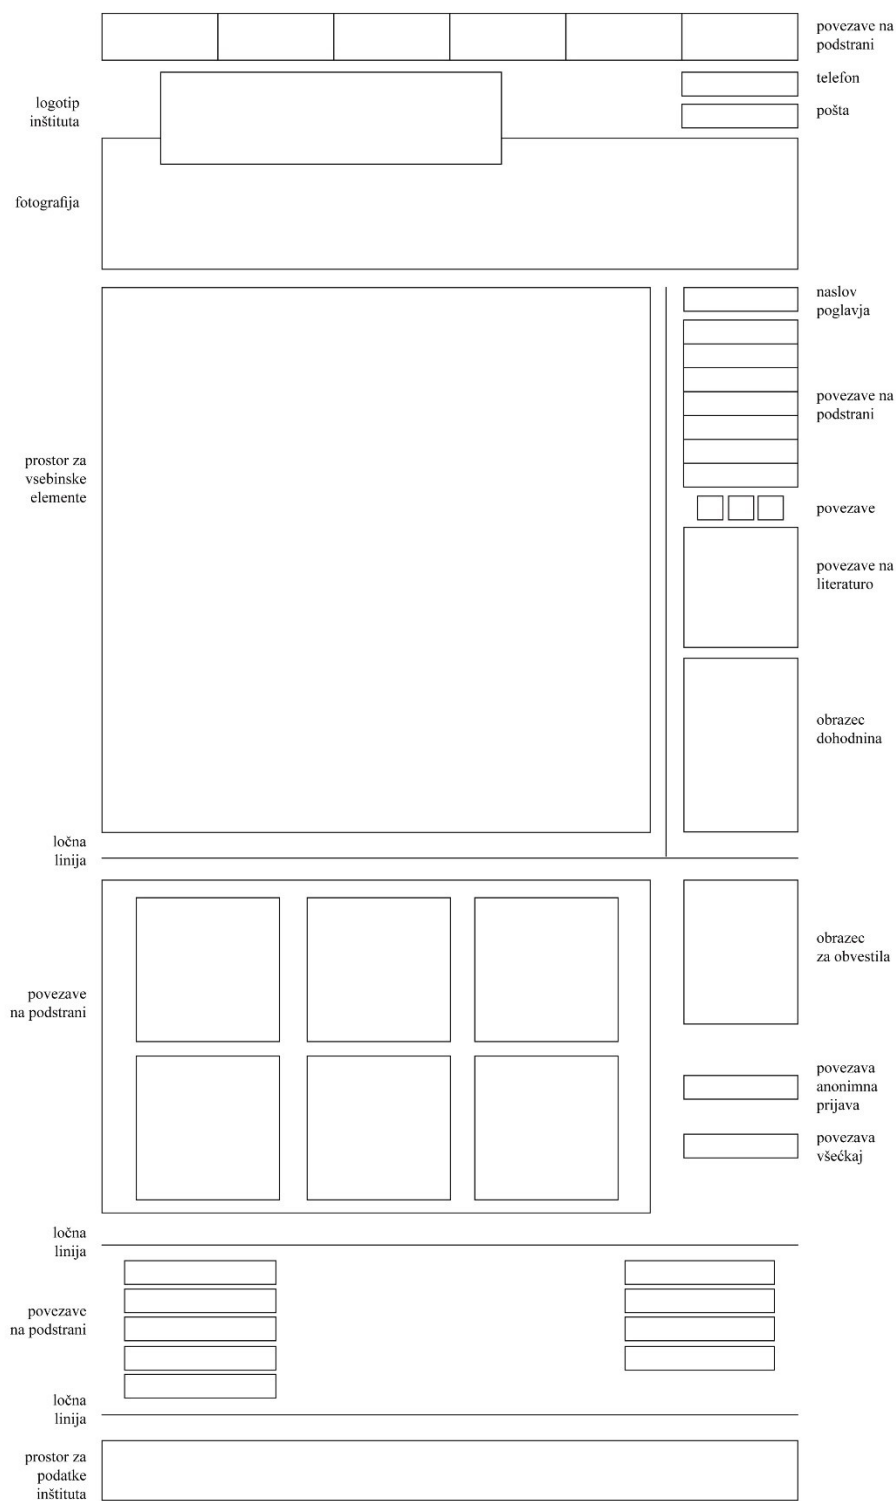 povezave na
podstrani
telefon
logotip
inštituta
pošta
fotografija
naslov
poglavja
povezave na
podstrani
prostor za
vsebinske
elemente
povezave
povezave na
literaturo
obrazec
dohodnina
ločna
linija
obrazec
za obvestila
povezave
na podstrani
povezava
anonimna
prijava
povezava
všećkaj
ločna
linija
povezave
na podstrani
ločna
linija
prostor za
podatke
inštituta